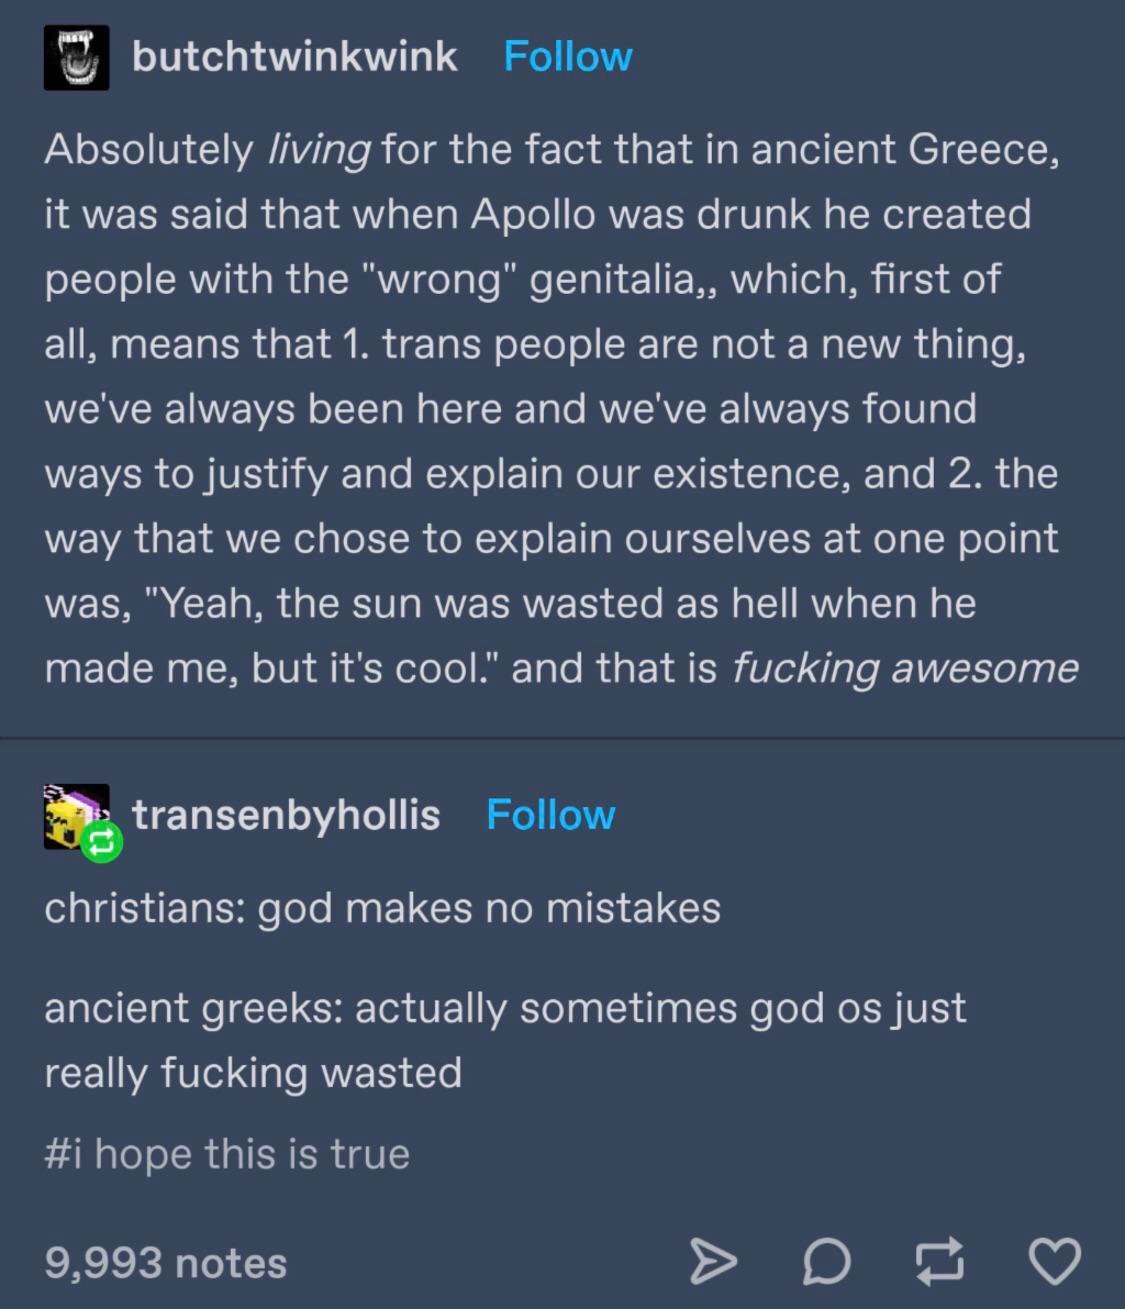 butchtwinkwink Follow
Absolutely living for the fact that in ancient Greece,
it was said that when Apollo was drunk he created
people with the "wrong" genitalia,, which, first of
all, means that 1. trans people are not a new thing,
we've always been here and we've always found
ways to justify and explain our existence, and 2. the
way that we chose to explain ourselves at one point
was, "Yeah, the sun was wasted as hell when he
made me, but it's cool." and that is fucking awesome
transenbyhollis Follow
christians: god makes no mistakes
ancient greeks: actually sometimes god os just
really fucking wasted
#i hope this is true
9,993 notes